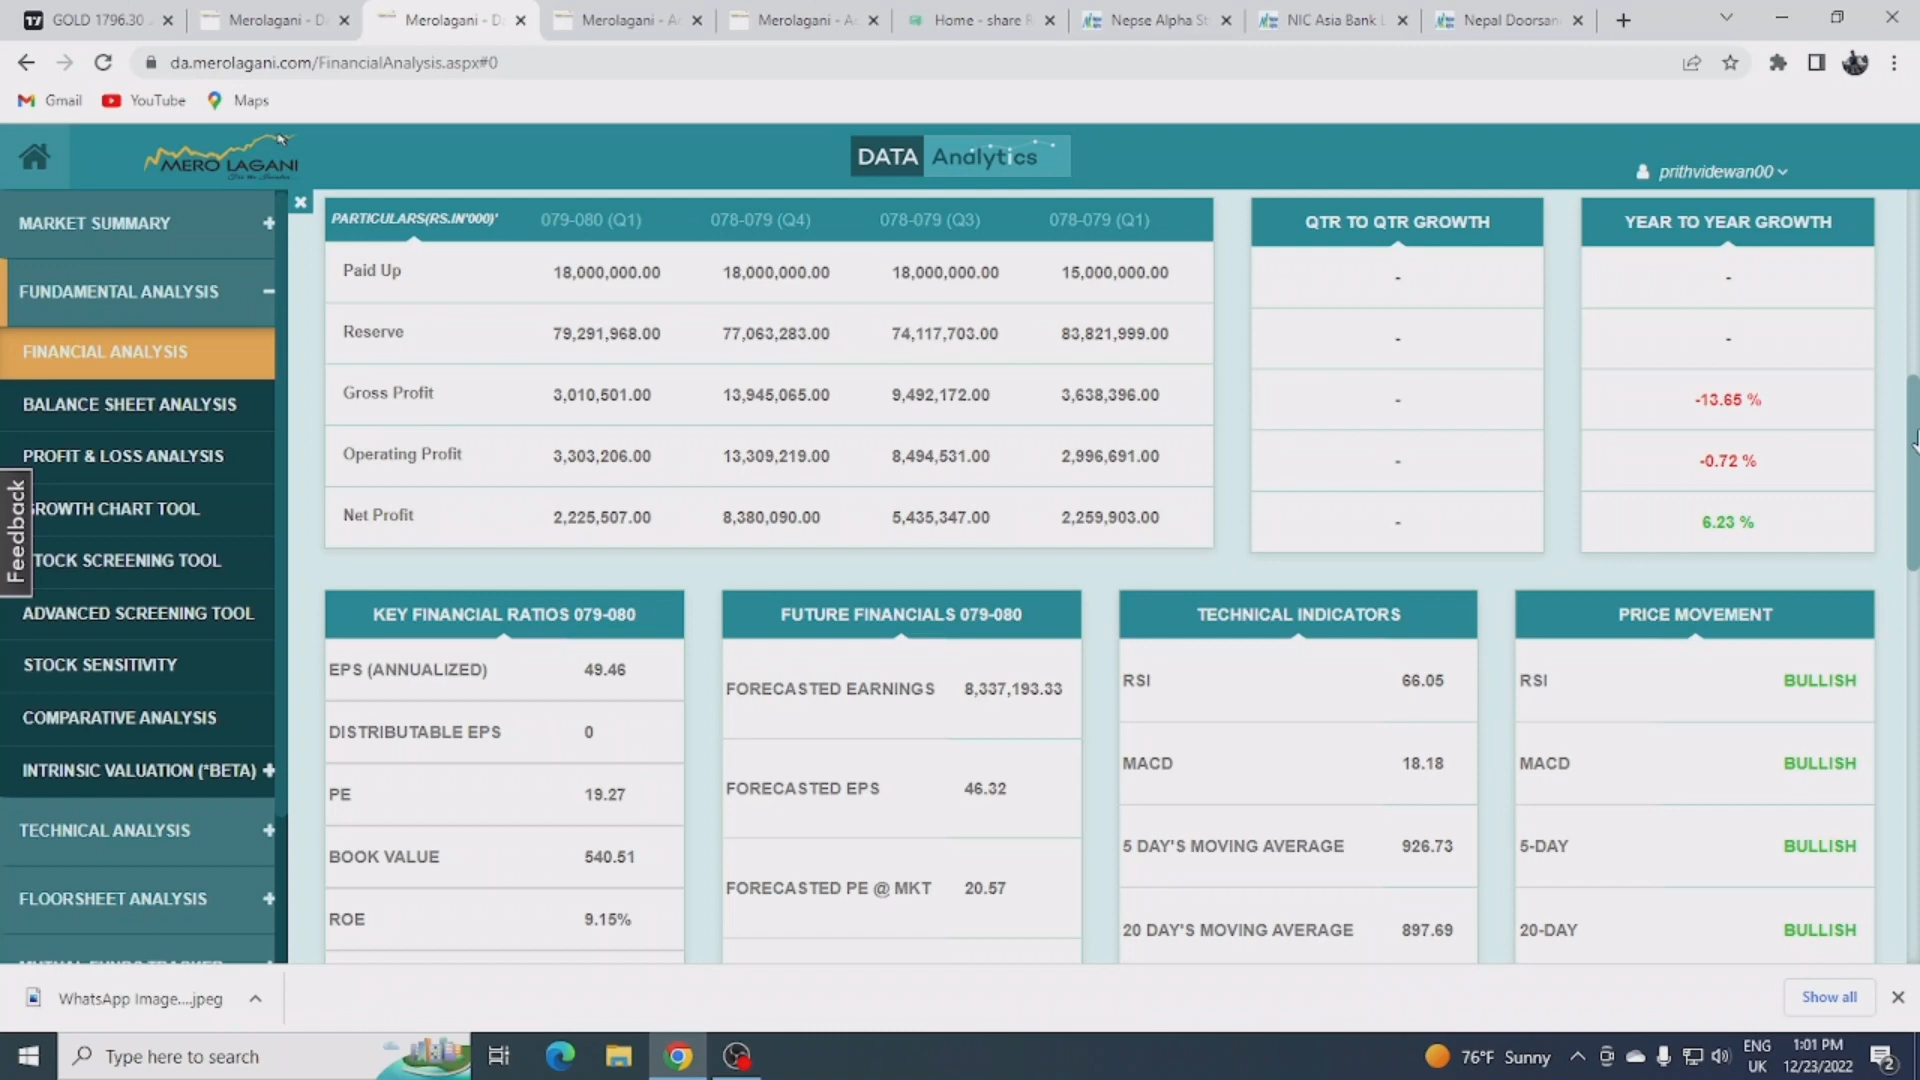 GOLD 1796.30
Merolagani - D
Merolagani - Da
Merolagani - A
Merolagani - A
Home - share
Nepse Alpha St
NIC Asia Bank L
Nepal Doorsan
da.merolagani.com/FinancialAnalysis.aspx#0
Gmail
YouTube
Maps
MERO LAGANI
DATA Analytics
prithvidewan00
MARKET SUMMARY +
FUNDAMENTAL ANALYSIS −
FINANCIAL ANALYSIS
BALANCE SHEET ANALYSIS
PROFIT & LOSS ANALYSIS
GROWTH CHART TOOL
STOCK SCREENING TOOL
ADVANCED SCREENING TOOL
STOCK SENSITIVITY
COMPARATIVE ANALYSIS
INTRINSIC VALUATION (*BETA) +
TECHNICAL ANALYSIS +
FLOORSHEET ANALYSIS +
MUTUAL FUNDS TRACKER
Feedback
PARTICULARS(RS.IN'000)' 079-080 (Q1) 078-079 (Q4) 078-079 (Q3) 078-079 (Q1)
Paid Up 18,000,000.00 18,000,000.00 18,000,000.00 15,000,000.00
Reserve 79,291,968.00 77,063,283.00 74,117,703.00 83,821,999.00
Gross Profit 3,010,501.00 13,945,065.00 9,492,172.00 3,638,396.00
Operating Profit 3,303,206.00 13,309,219.00 8,494,531.00 2,996,691.00
Net Profit 2,225,507.00 8,380,090.00 5,435,347.00 2,259,903.00
QTR TO QTR GROWTH
-
-
-
-
-
YEAR TO YEAR GROWTH
-
-
-13.65 %
-0.72 %
6.23 %
KEY FINANCIAL RATIOS 079-080
EPS (ANNUALIZED) 49.46
DISTRIBUTABLE EPS 0
PE 19.27
BOOK VALUE 540.51
ROE 9.15%
FUTURE FINANCIALS 079-080
FORECASTED EARNINGS 8,337,193.33
FORECASTED EPS 46.32
FORECASTED PE @ MKT 20.57
TECHNICAL INDICATORS
RSI 66.05
MACD 18.18
5 DAY'S MOVING AVERAGE 926.73
20 DAY'S MOVING AVERAGE 897.69
PRICE MOVEMENT
RSI BULLISH
MACD BULLISH
5-DAY BULLISH
20-DAY BULLISH
WhatsApp Image....jpeg
Show all
Type here to search
76°F Sunny
ENG
UK
1:01 PM
12/23/2022
2